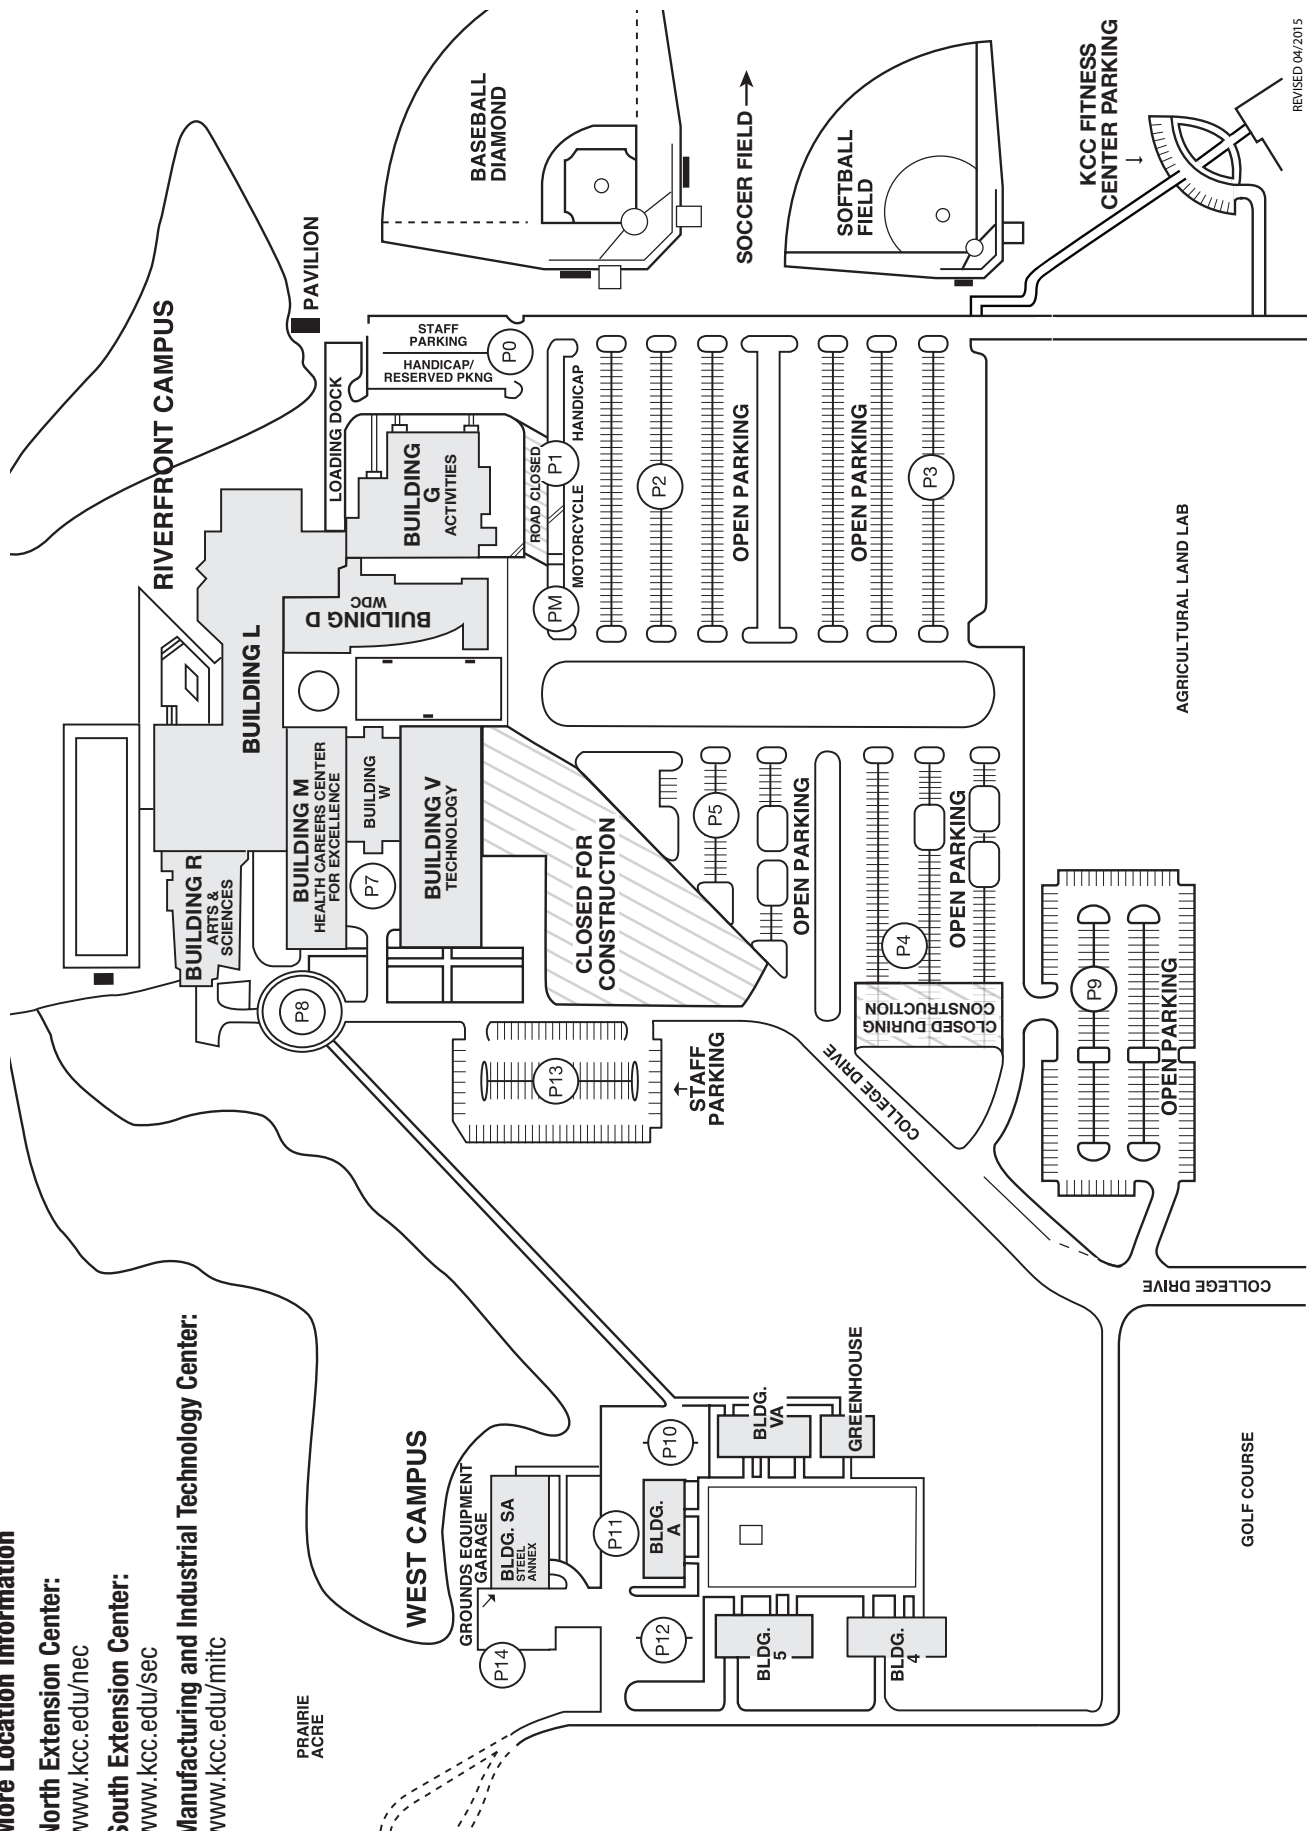 More Location Information
North Extension Center:
www.kcc.edu/nec
South Extension Center:
www.kcc.edu/sec
Manufacturing and Industrial Technology Center:
www.kcc.edu/mitc
PRAIRIE
ACRE
WEST CAMPUS
GROUNDS EQUIPMENT
GARAGE
BLDG. SA
STEEL
ANNEX
P14
P11
P10
P12
BLDG.
A
BLDG.
VA
GREENHOUSE
BLDG.
5
BLDG.
4
GOLF COURSE
RIVERFRONT CAMPUS
PAVILION
LOADING DOCK
BUILDING L
BUILDING R
ARTS &
SCIENCES
BUILDING M
HEALTH CAREERS CENTER
FOR EXCELLENCE
BUILDING
W
BUILDING V
TECHNOLOGY
BUILDING D
WDC
BUILDING
G
ACTIVITIES
P7
P8
STAFF
PARKING
HANDICAP/
RESERVED PKNG
P0
ROAD CLOSED
P1
HANDICAP
MOTORCYCLE
PM
P2
OPEN PARKING
OPEN PARKING
P3
CLOSED FOR
CONSTRUCTION
P5
OPEN PARKING
P4
OPEN PARKING
CLOSED DURING
CONSTRUCTION
P13
STAFF
PARKING
COLLEGE DRIVE
P9
OPEN PARKING
COLLEGE DRIVE
AGRICULTURAL LAND LAB
BASEBALL
DIAMOND
SOCCER FIELD
SOFTBALL
FIELD
KCC FITNESS
CENTER PARKING
REVISED 04/2015